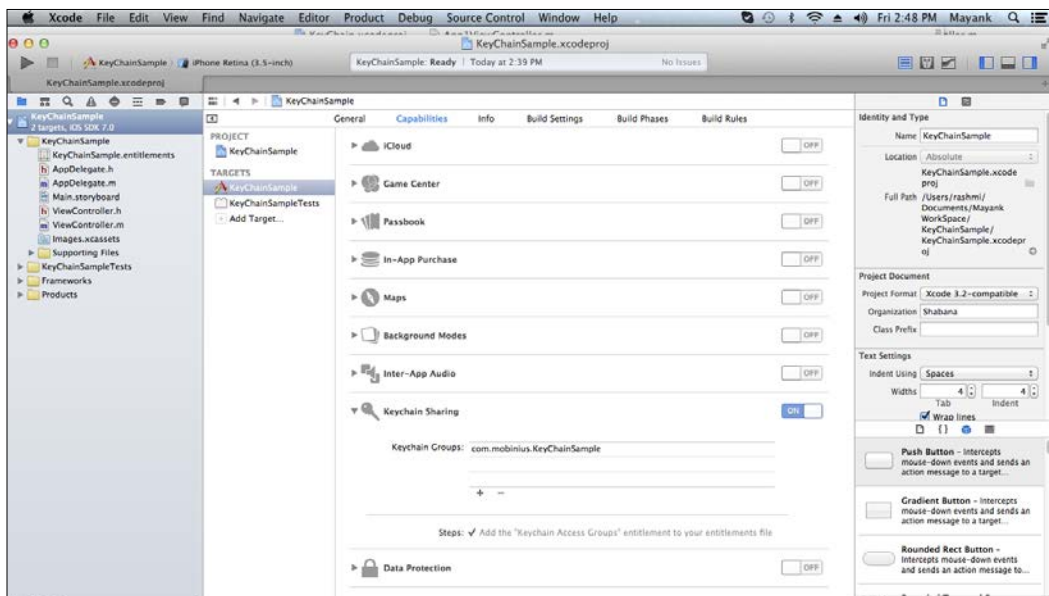 Xcode File Edit View Find Navigate Editor Product Debug Source Control Window Help
Fri 2:48 PM Mayank
KeyChainSample.xcodeproj
KeyChainSample iPhone Retina (3.5-inch)
KeyChainSample: Ready | Today at 2:39 PM
No Issues
KeyChainSample.xcodeproj
KeyChainSample
2 targets, iOS SDK 7.0
KeyChainSample
KeyChainSample.entitlements
h AppDelegate.h
m AppDelegate.m
Main.storyboard
h ViewController.h
m ViewController.m
Images.xcassets
Supporting Files
KeyChainSampleTests
Frameworks
Products
KeyChainSample
General Capabilities Info Build Settings Build Phases Build Rules
PROJECT
KeyChainSample
TARGETS
KeyChainSample
KeyChainSampleTests
Add Target...
iCloud OFF
Game Center OFF
Passbook OFF
In-App Purchase OFF
Maps OFF
Background Modes OFF
Inter-App Audio OFF
Keychain Sharing ON
Keychain Groups: com.mobinius.KeyChainSample
+ −
Steps: ✓ Add the "Keychain Access Groups" entitlement to your entitlements file
Data Protection OFF
Identity and Type
Name KeyChainSample
Location Absolute
KeyChainSample.xcode
proj
Full Path /Users/rashmi/
Documents/Mayank
WorkSpace/
KeyChainSample/
KeyChainSample.xcodepr
oj
Project Document
Project Format Xcode 3.2-compatible
Organization Shabana
Class Prefix
Text Settings
Indent Using Spaces
Widths 4 4
Tab Indent
Wrap lines
{}
Push Button - Intercepts
mouse-down events and sends an
action message to a target...
Gradient Button - Intercepts
mouse-down events and sends an
action message to a target...
Rounded Rect Button -
Intercepts mouse-down events
and sends an action message to...